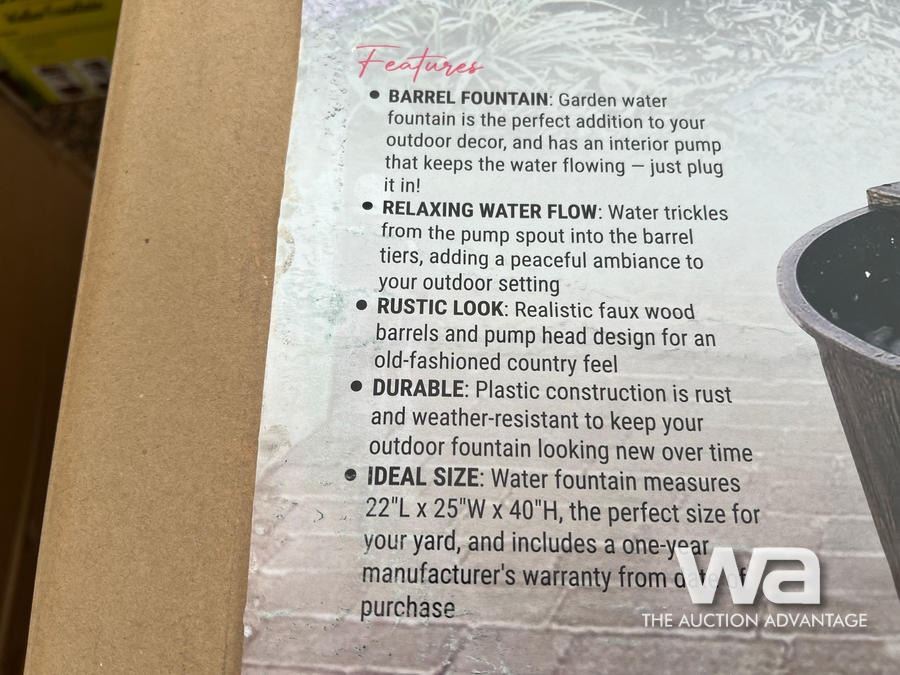 Features
• BARREL FOUNTAIN: Garden water
fountain is the perfect addition to your
outdoor decor, and has an interior pump
that keeps the water flowing — just plug
it in!
• RELAXING WATER FLOW: Water trickles
from the pump spout into the barrel
tiers, adding a peaceful ambiance to
your outdoor setting
• RUSTIC LOOK: Realistic faux wood
barrels and pump head design for an
old-fashioned country feel
• DURABLE: Plastic construction is rust
and weather-resistant to keep your
outdoor fountain looking new over time
• IDEAL SIZE: Water fountain measures
22"L x 25"W x 40"H, the perfect size for
your yard, and includes a one-year
manufacturer's warranty from date of
purchase
wa
THE AUCTION ADVANTAGE